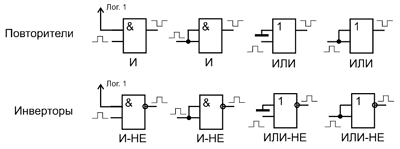 Лог. 1
Повторители & & 1 1
И И ИЛИ ИЛИ
Лог. 1
Инверторы & & 1 1
И-НЕ И-НЕ ИЛИ-НЕ ИЛИ-НЕ